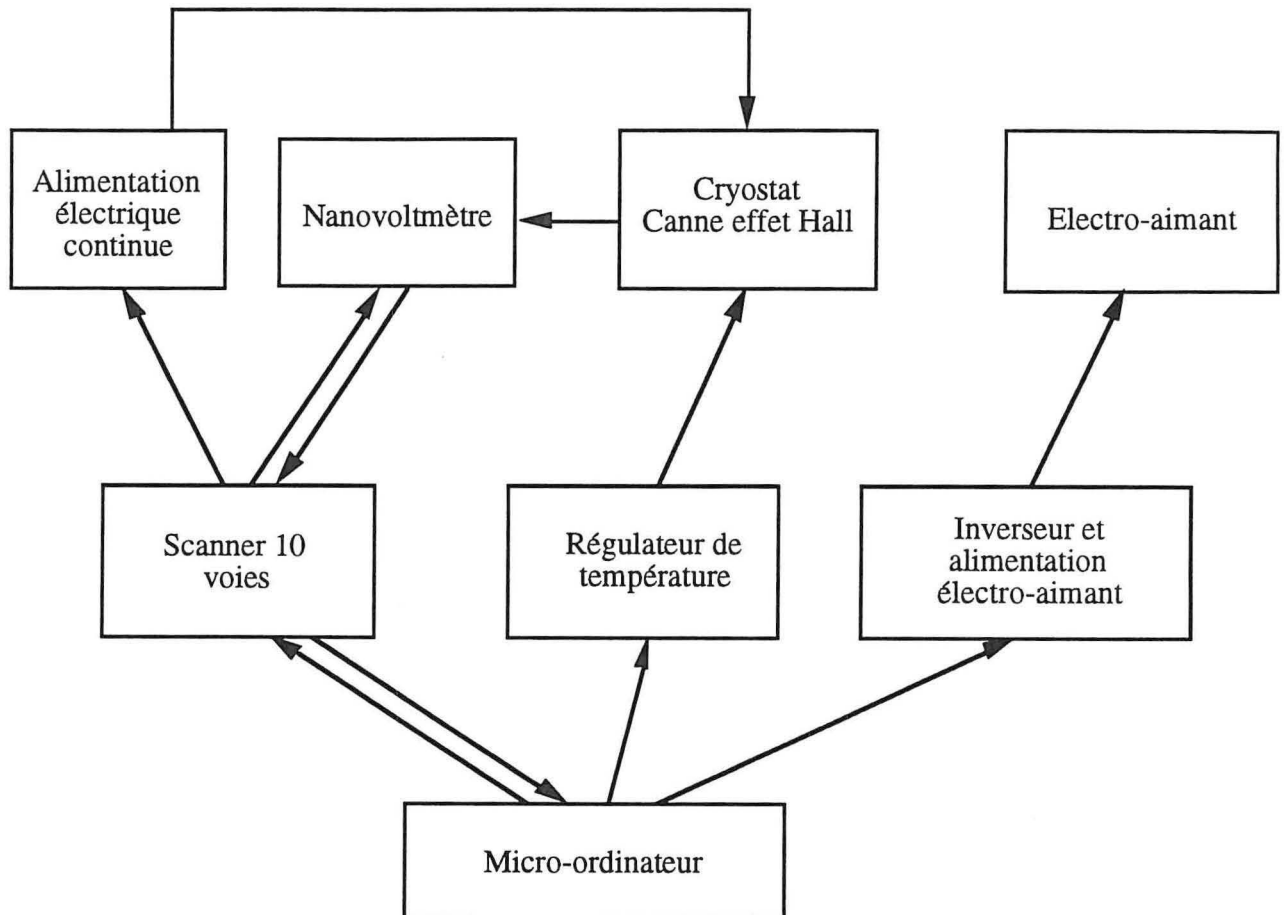 Alimentation
électrique
continue
Nanovoltmètre
Cryostat
Canne effet Hall
Electro-aimant
Scanner 10
voies
Régulateur de
température
Inverseur et
alimentation
électro-aimant
Micro-ordinateur